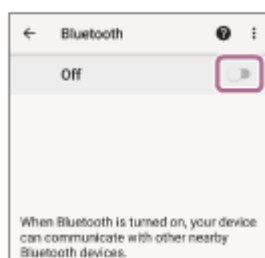 Bluetooth
Off
When Bluetooth is turned on, your device
can communicate with other nearby
Bluetooth devices.